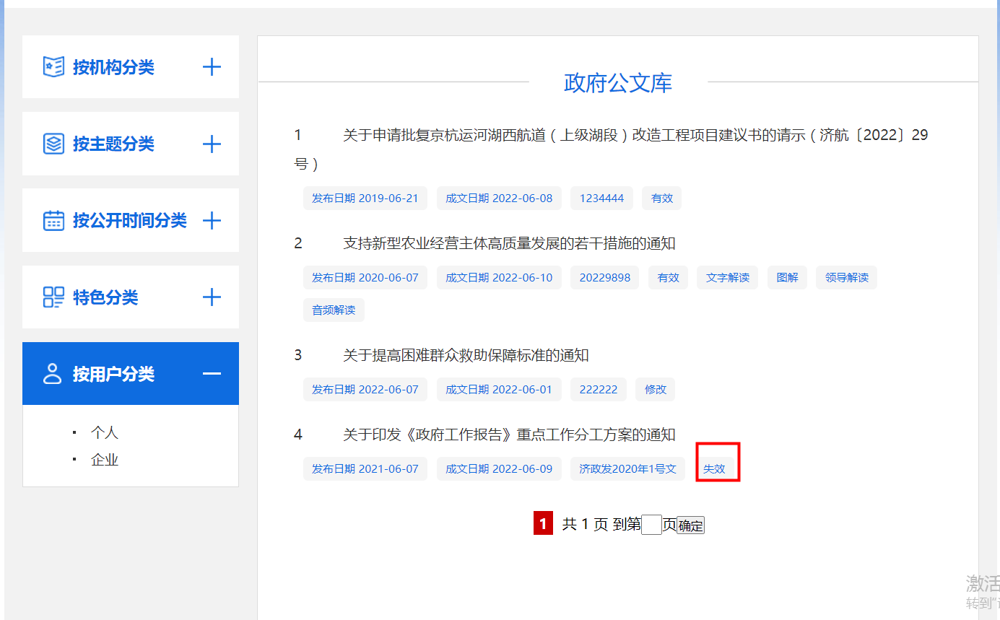 按机构分类
按主题分类
按公开时间分类
特色分类
按用户分类
个人
企业
政府公文库
1 关于申请批复京杭运河湖西航道（上级湖段）改造工程项目建议书的请示（济航〔2022〕29
号）
发布日期 2019-06-21 成文日期 2022-06-08 1234444 有效
2 支持新型农业经营主体高质量发展的若干措施的通知
发布日期 2020-06-07 成文日期 2022-06-10 20229898 有效 文字解读 图解 领导解读
音频解读
3 关于提高困难群众救助保障标准的通知
发布日期 2022-06-07 成文日期 2022-06-01 222222 修改
4 关于印发《政府工作报告》重点工作分工方案的通知
发布日期 2021-06-07 成文日期 2022-06-09 济政发2020年1号文 失效
1 共 1 页 到第 页 确定
激活
转到"